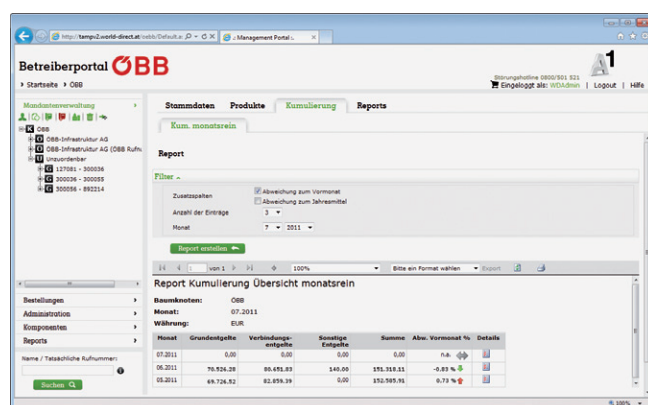 http://tampv2.world-direct.at/oebb/Default.a
.: Management Portal :.
Betreiberportal ÖBB
A1
Störungshotline 0800/501 521
› Startseite › ÖBB
Eingeloggt als: WDAdmin | Logout | Hilfe
Mandantenverwaltung
Stammdaten Produkte Kumulierung Reports
Kum. monatsrein
ÖBB
ÖBB-Infrastruktur AG
ÖBB-Infrastruktur AG (ÖBB Rufnu
Unzuordenbar
127081 - 300036
300036 - 300055
300056 - 892214
Report
Filter
Zusatzspalten
Abweichung zum Vormonat
Abweichung zum Jahresmittel
Anzahl der Einträge 3
Monat 7 2011
Report erstellen
1 von 1 100% Bitte ein Format wählen Export
Report Kumulierung Übersicht monatsrein
Baumknoten: ÖBB
Monat: 07.2011
Währung: EUR
Monat Grundentgelte Verbindungs-entgelte Sonstige Entgelte Summe Abw. Vormonat % Details
07.2011 0,00 0,00 0,00 0,00 n.a.
06.2011 70.526.28 80.651.83 140.00 151.318.11 -0.83 %
05.2011 69.726.52 82.859.39 0,00 152.585.91 0.73 %
Bestellungen
Administration
Komponenten
Reports
Name / Tatsächliche Rufnummer:
Suchen
100%